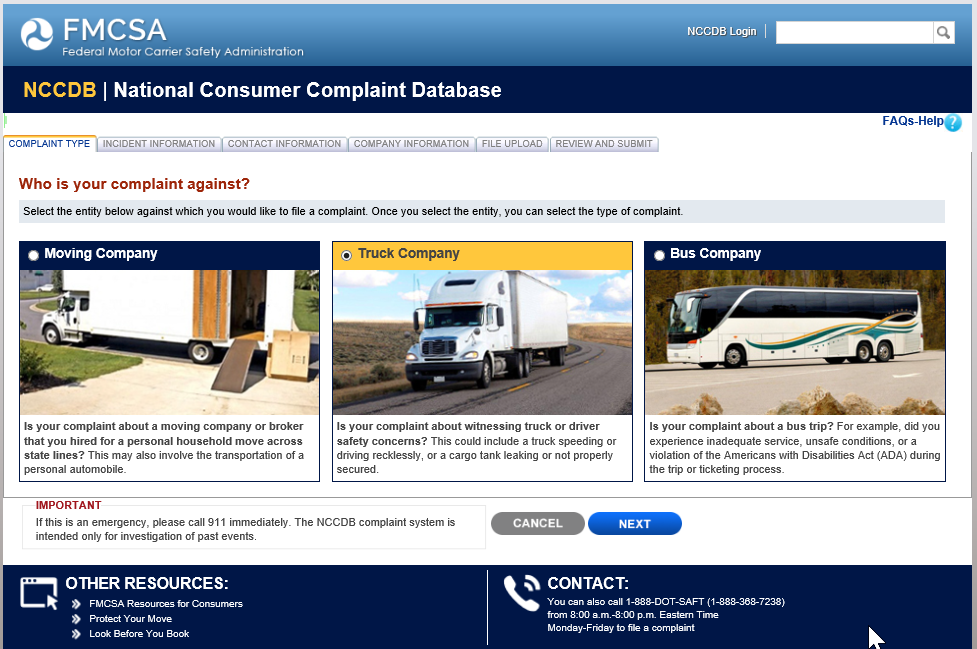 FMCSA
Federal Motor Carrier Safety Administration
NCCDB Login
NCCDB | National Consumer Complaint Database
FAQs-Help ?
COMPLAINT TYPE
INCIDENT INFORMATION
CONTACT INFORMATION
COMPANY INFORMATION
FILE UPLOAD
REVIEW AND SUBMIT
Who is your complaint against?
Select the entity below against which you would like to file a complaint. Once you select the entity, you can select the type of complaint.
Moving Company
Is your complaint about a moving company or broker
that you hired for a personal household move across
state lines? This may also involve the transportation of a
personal automobile.
Truck Company
Is your complaint about witnessing truck or driver
safety concerns? This could include a truck speeding or
driving recklessly, or a cargo tank leaking or not properly
secured.
Bus Company
Is your complaint about a bus trip? For example, did you
experience inadequate service, unsafe conditions, or a
violation of the Americans with Disabilities Act (ADA) during
the trip or ticketing process.
IMPORTANT
If this is an emergency, please call 911 immediately. The NCCDB complaint system is
intended only for investigation of past events.
CANCEL
NEXT
OTHER RESOURCES:
FMCSA Resources for Consumers
Protect Your Move
Look Before You Book
CONTACT:
You can also call 1-888-DOT-SAFT (1-888-368-7238)
from 8:00 a.m.-8:00 p.m. Eastern Time
Monday-Friday to file a complaint